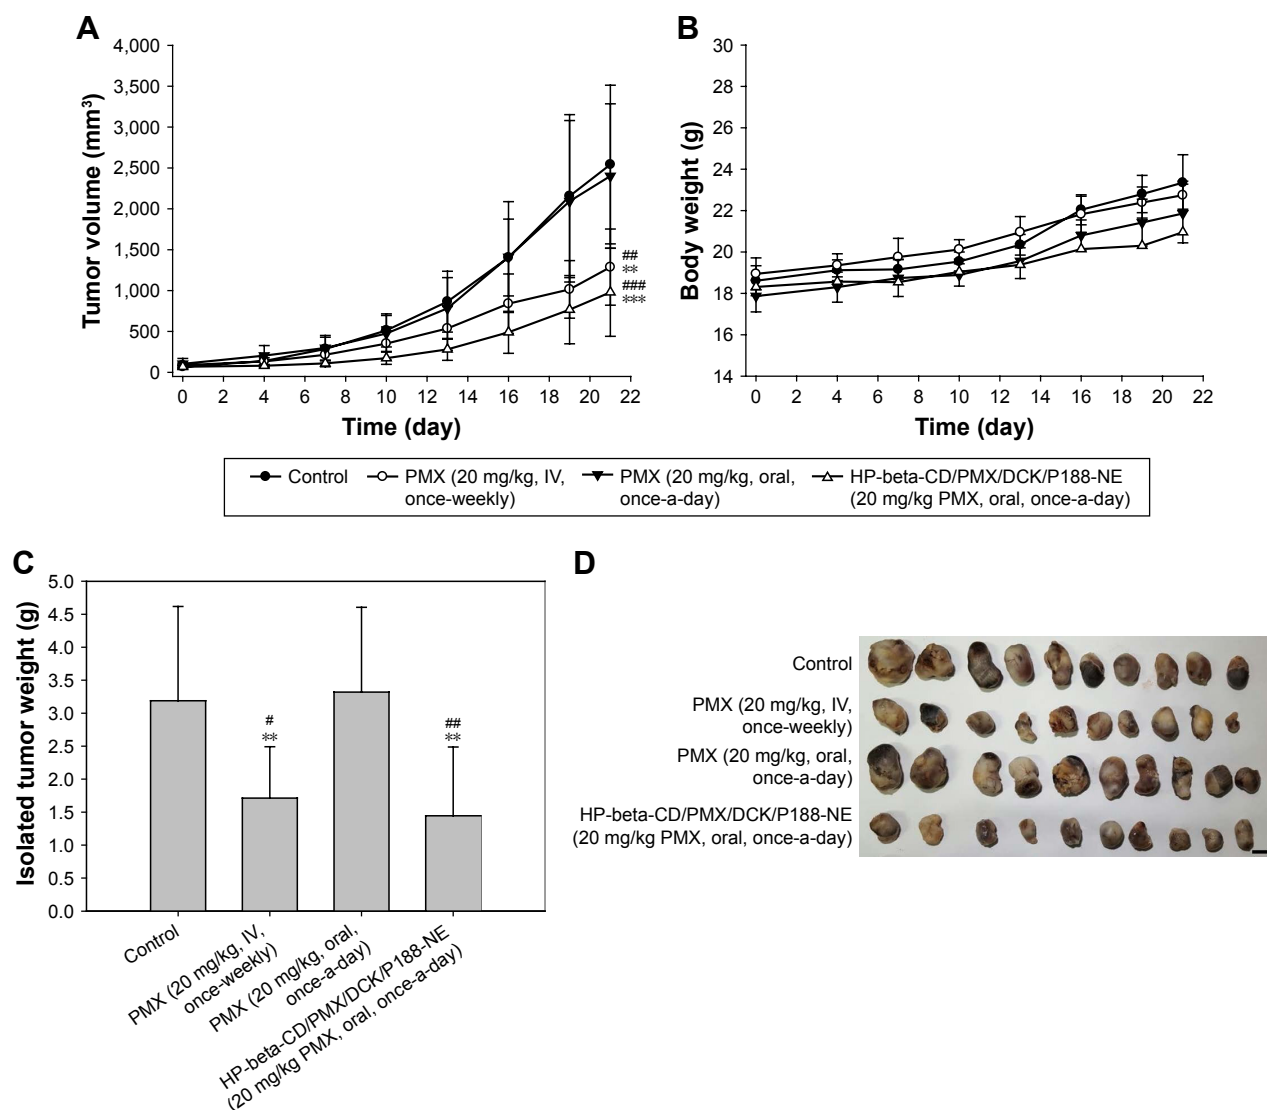 A
4,000
3,500
3,000
2,500
2,000
1,500
1,000
500
0
Tumor volume (mm³)
##
**
###
***
0 2 4 6 8 10 12 14 16 18 20 22
Time (day)
B
30
28
26
24
22
20
18
16
14
Body weight (g)
0 2 4 6 8 10 12 14 16 18 20 22
Time (day)
Control
PMX (20 mg/kg, IV,
once-weekly)
PMX (20 mg/kg, oral,
once-a-day)
HP-beta-CD/PMX/DCK/P188-NE
(20 mg/kg PMX, oral, once-a-day)
C
5.0
4.5
4.0
3.5
3.0
2.5
2.0
1.5
1.0
0.5
0.0
Isolated tumor weight (g)
#
**
##
**
Control
PMX (20 mg/kg, IV,
once-weekly)
PMX (20 mg/kg, oral,
once-a-day)
HP-beta-CD/PMX/DCK/P188-NE
(20 mg/kg PMX, oral, once-a-day)
D
Control
PMX (20 mg/kg, IV,
once-weekly)
PMX (20 mg/kg, oral,
once-a-day)
HP-beta-CD/PMX/DCK/P188-NE
(20 mg/kg PMX, oral, once-a-day)